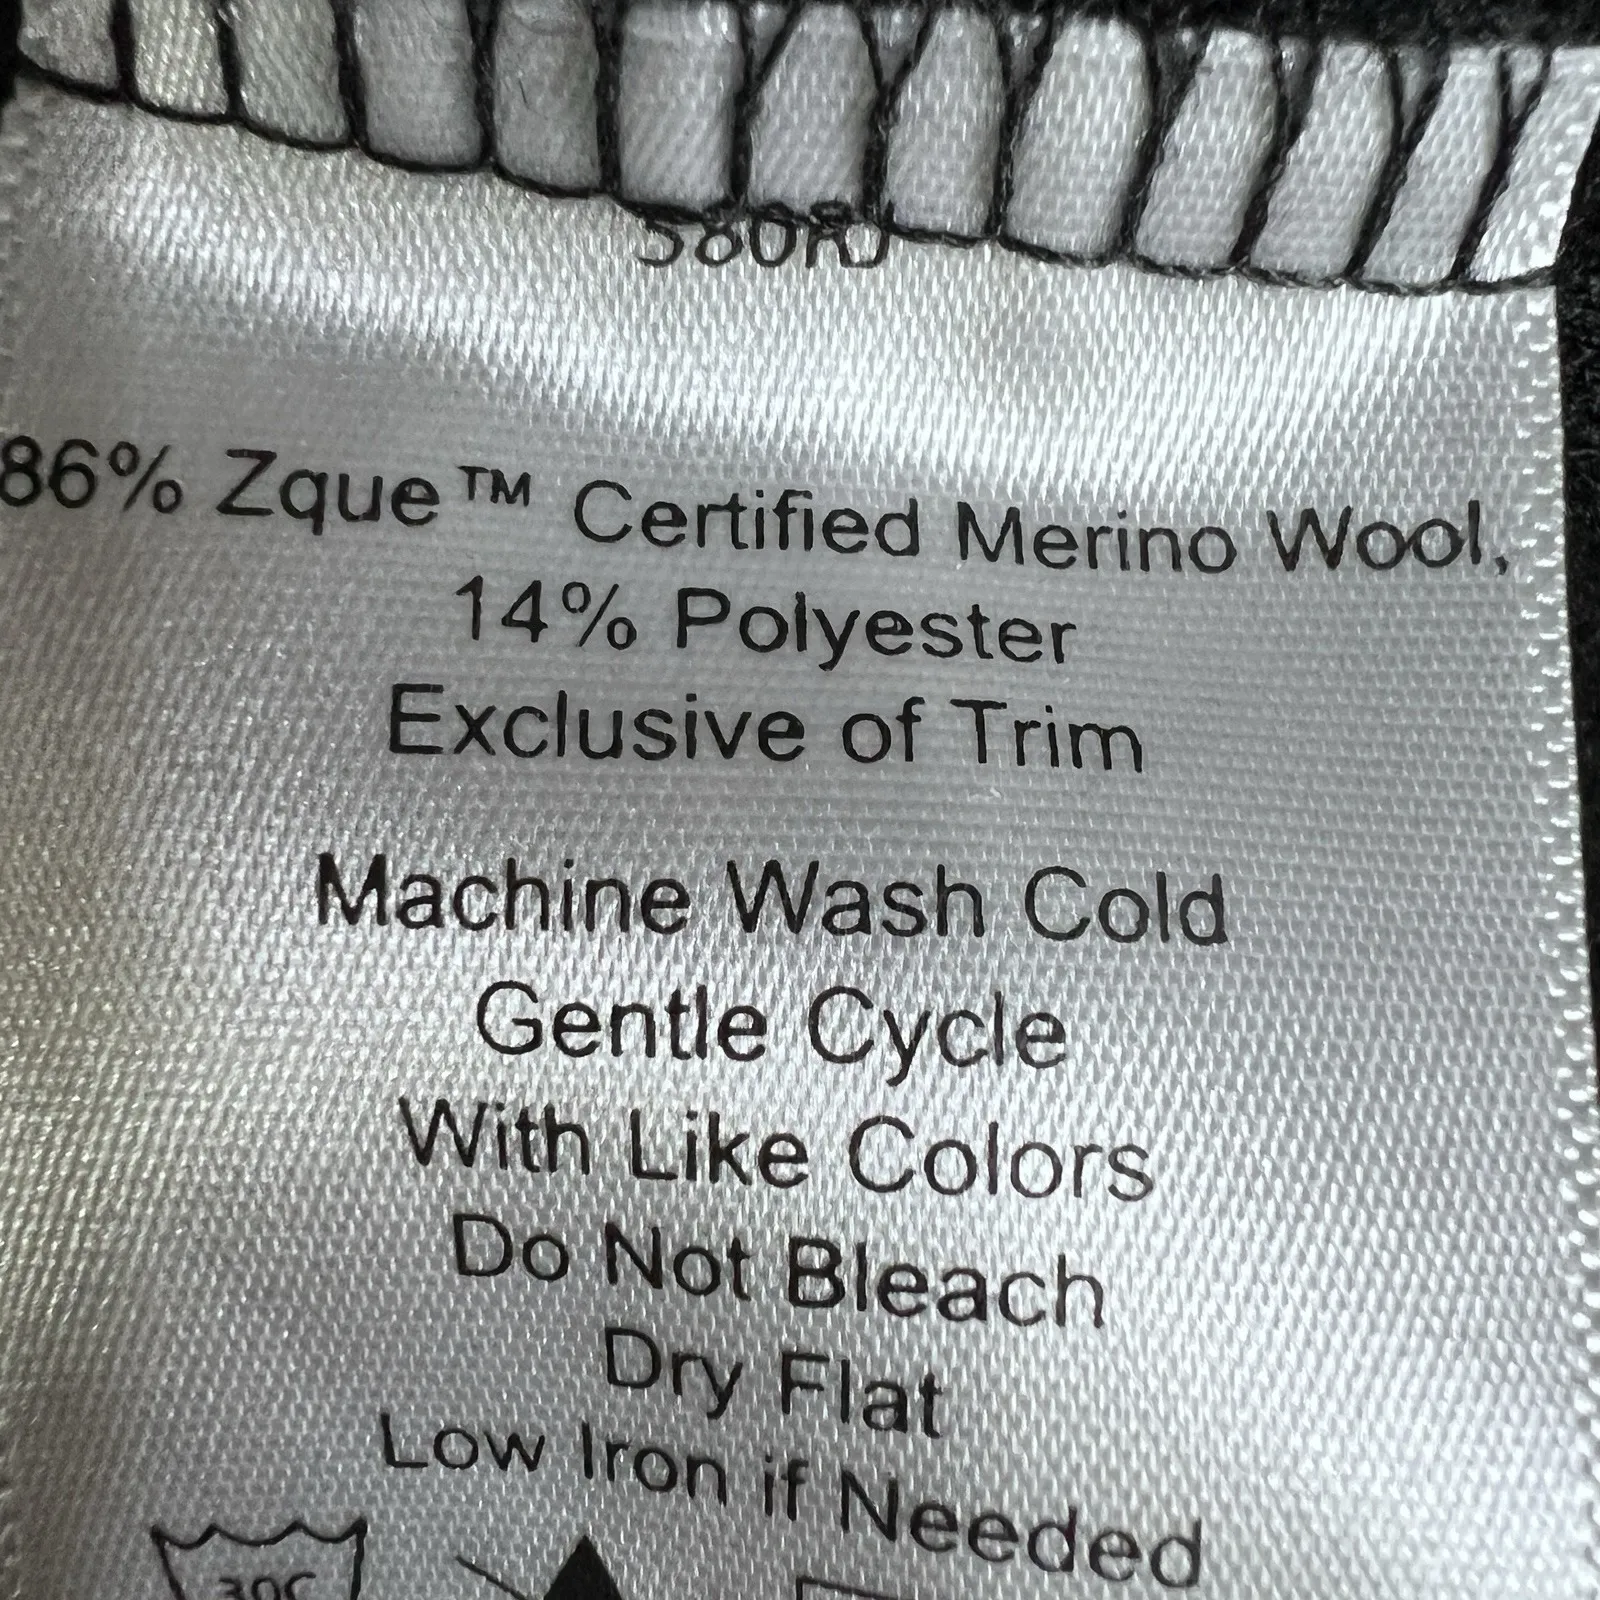 86% Zque™ Certified Merino Wool,
14% Polyester
Exclusive of Trim
Machine Wash Cold
Gentle Cycle
With Like Colors
Do Not Bleach
Dry Flat
Low Iron if Needed
30C